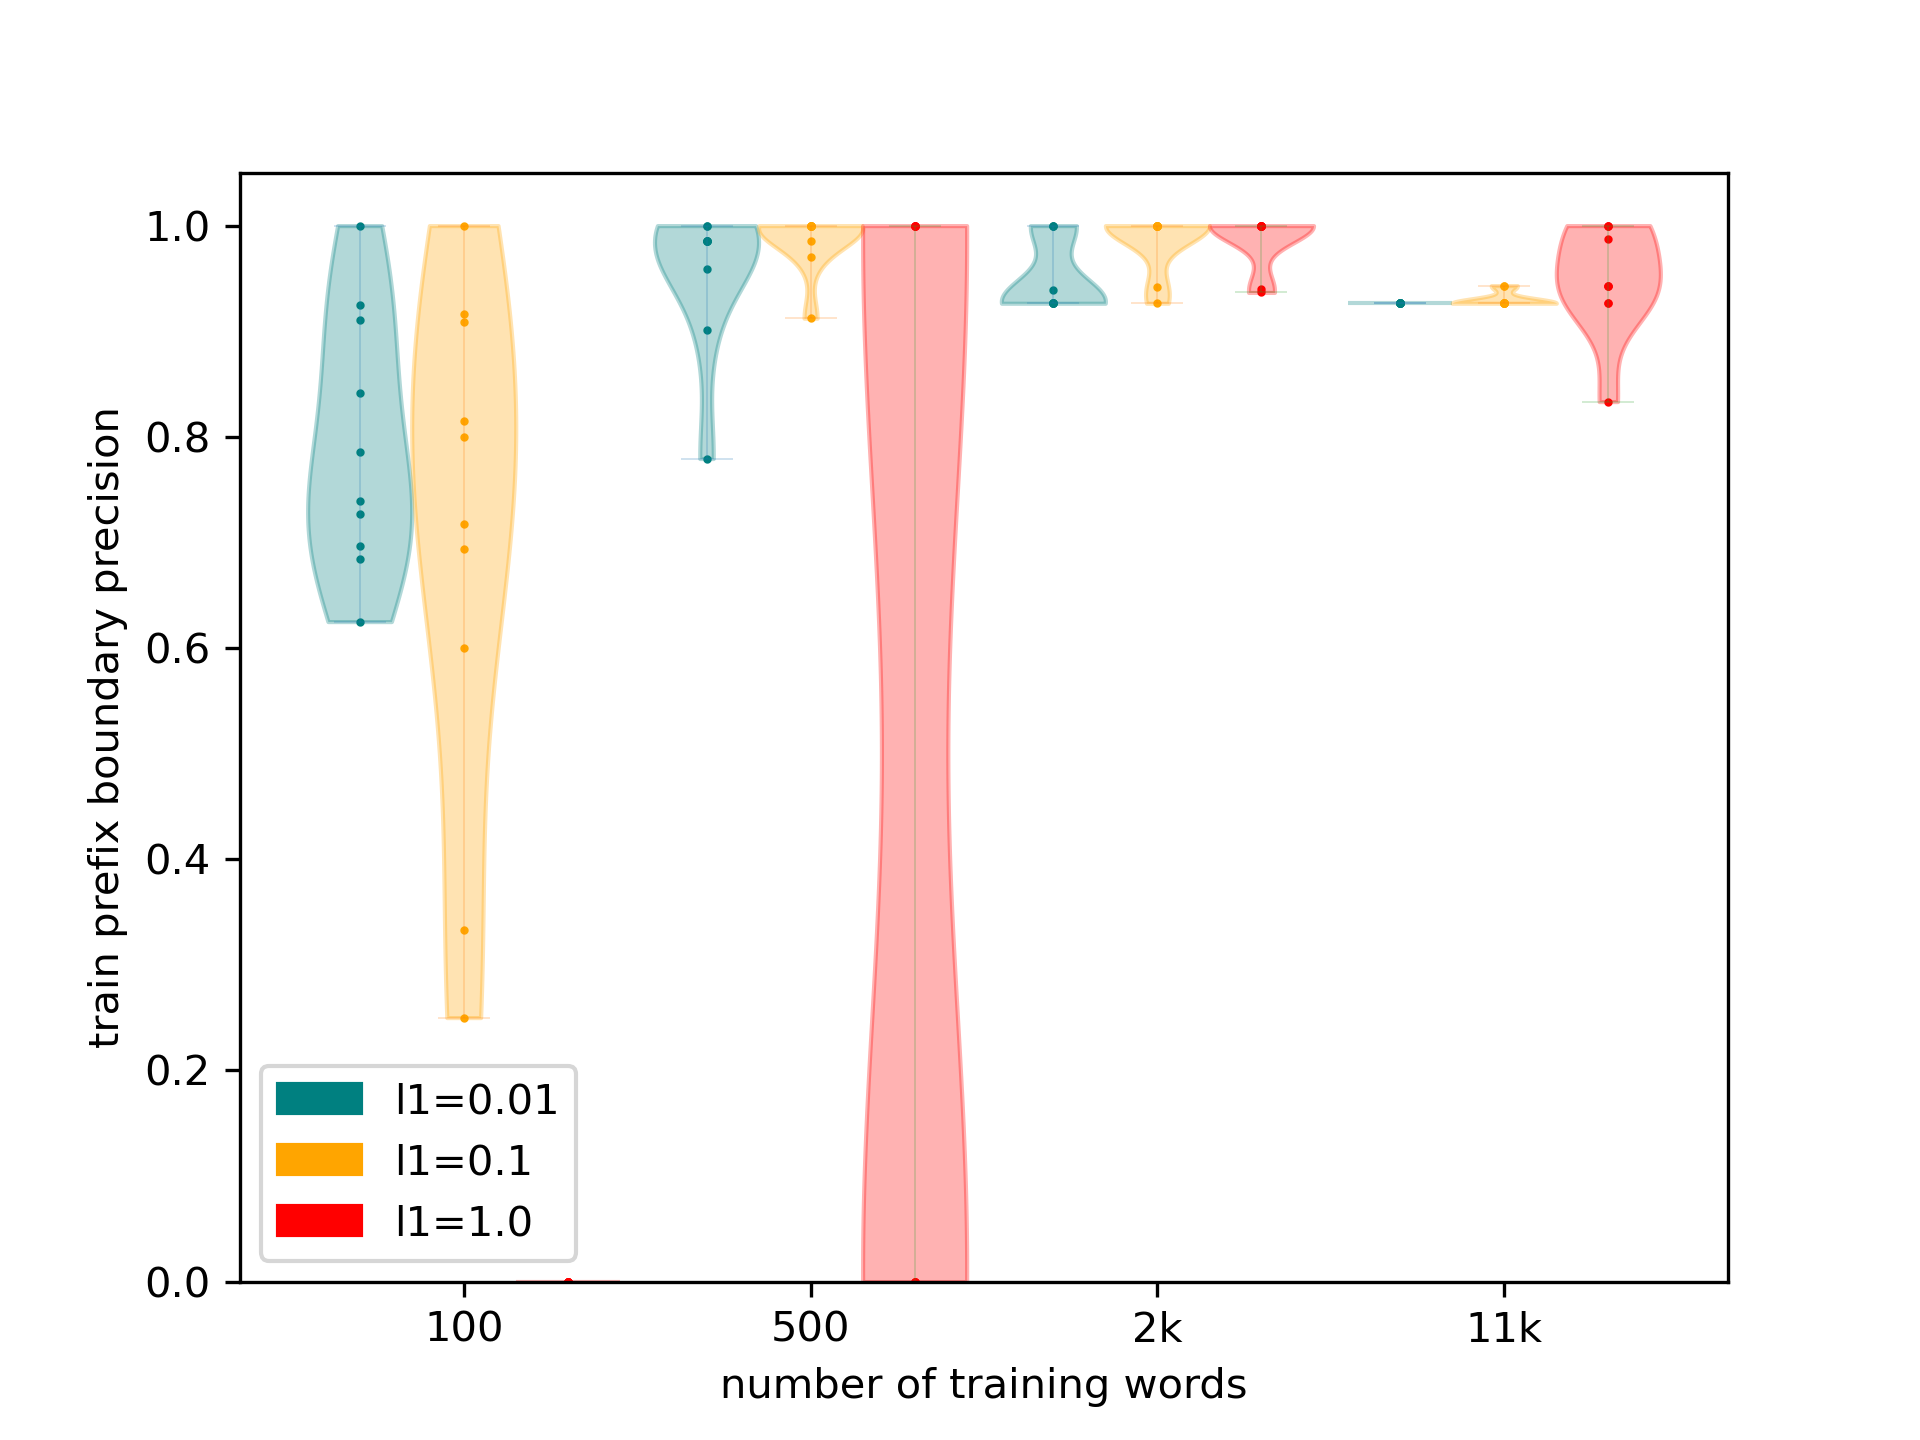 train prefix boundary precision
1.0
0.8
0.6
0.4
0.2
0.0
l1=0.01
l1=0.1
l1=1.0
100
500
2k
11k
number of training words